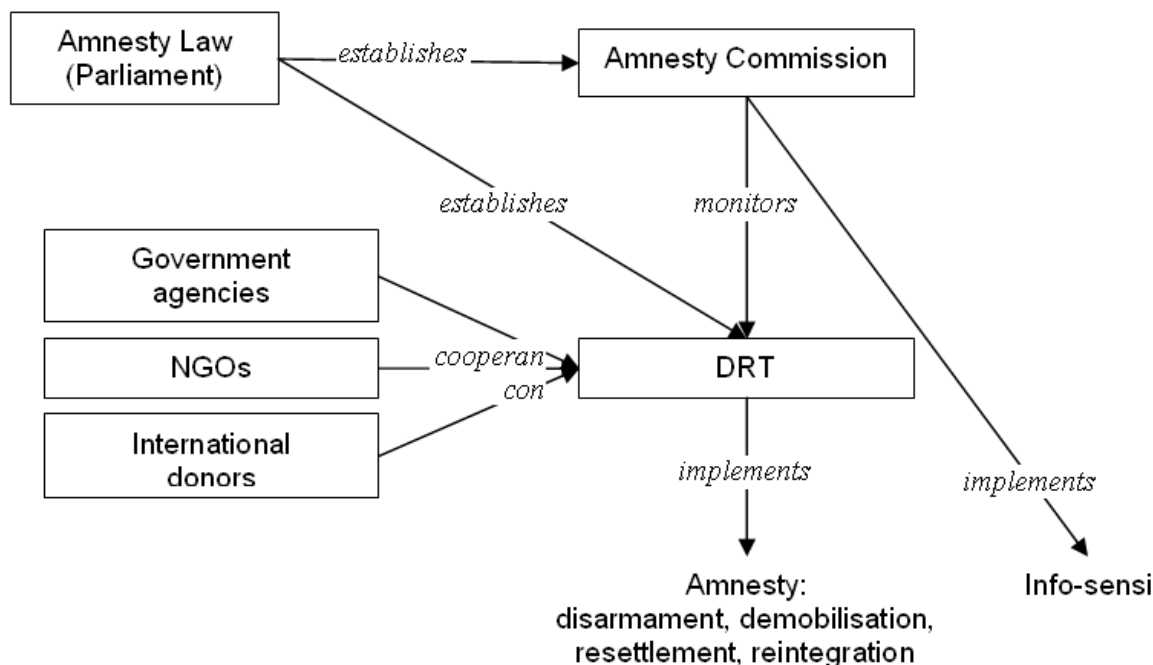 Amnesty Law
(Parliament)
establishes
Amnesty Commission
establishes
monitors
Government
agencies
NGOs
cooperan
con
DRT
International
donors
implements
implements
Amnesty:
disarmament, demobilisation,
resettlement, reintegration
Info-sensi